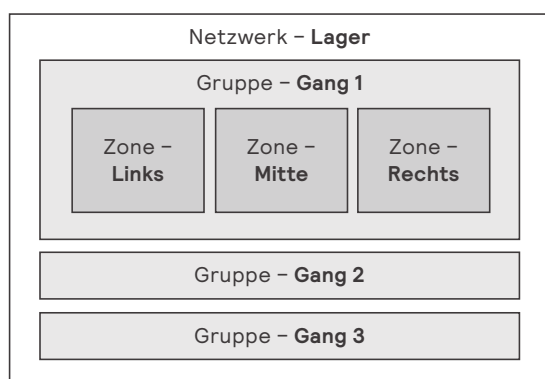 Netzwerk – Lager
Gruppe – Gang 1
Zone –
Links
Zone –
Mitte
Zone –
Rechts
Gruppe – Gang 2
Gruppe – Gang 3